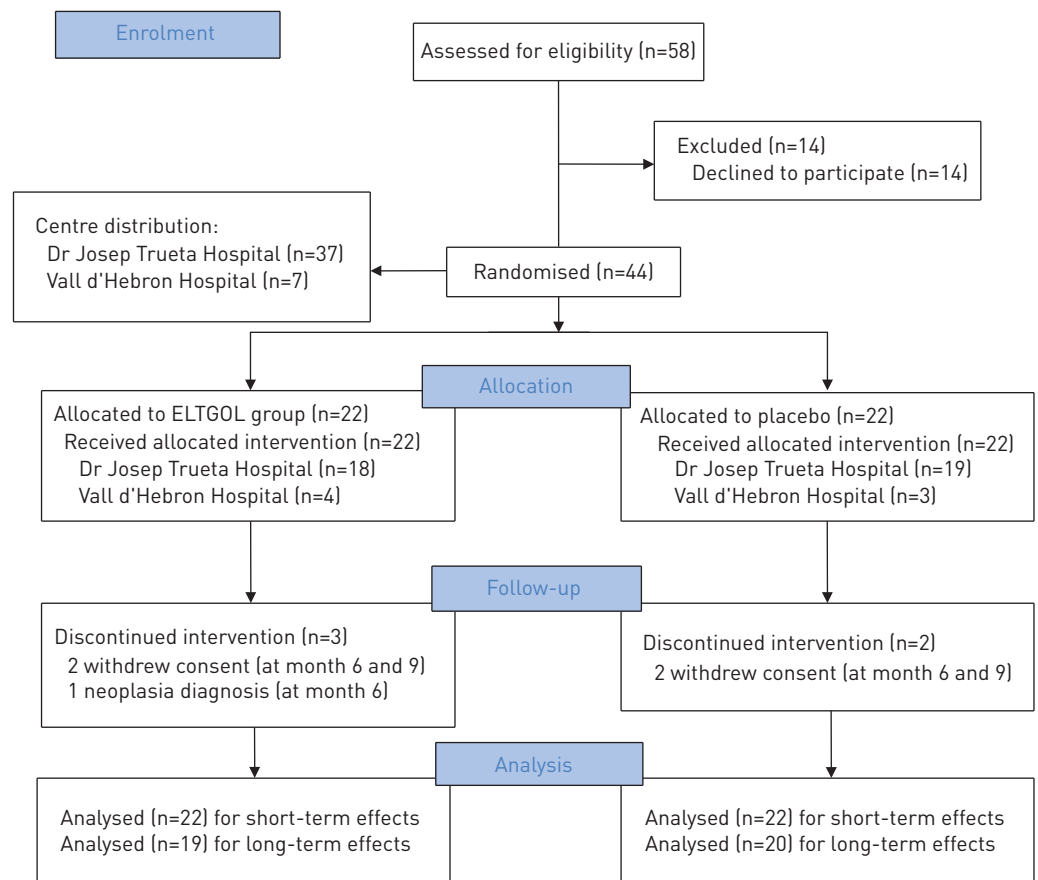 Enrolment
Assessed for eligibility (n=58)
Excluded (n=14)
Declined to participate (n=14)
Centre distribution:
Dr Josep Trueta Hospital (n=37)
Vall d'Hebron Hospital (n=7)
Randomised (n=44)
Allocation
Allocated to ELTGOL group (n=22)
Received allocated intervention (n=22)
Dr Josep Trueta Hospital (n=18)
Vall d'Hebron Hospital (n=4)
Allocated to placebo (n=22)
Received allocated intervention (n=22)
Dr Josep Trueta Hospital (n=19)
Vall d'Hebron Hospital (n=3)
Follow-up
Discontinued intervention (n=3)
2 withdrew consent (at month 6 and 9)
1 neoplasia diagnosis (at month 6)
Discontinued intervention (n=2)
2 withdrew consent (at month 6 and 9)
Analysis
Analysed (n=22) for short-term effects
Analysed (n=19) for long-term effects
Analysed (n=22) for short-term effects
Analysed (n=20) for long-term effects